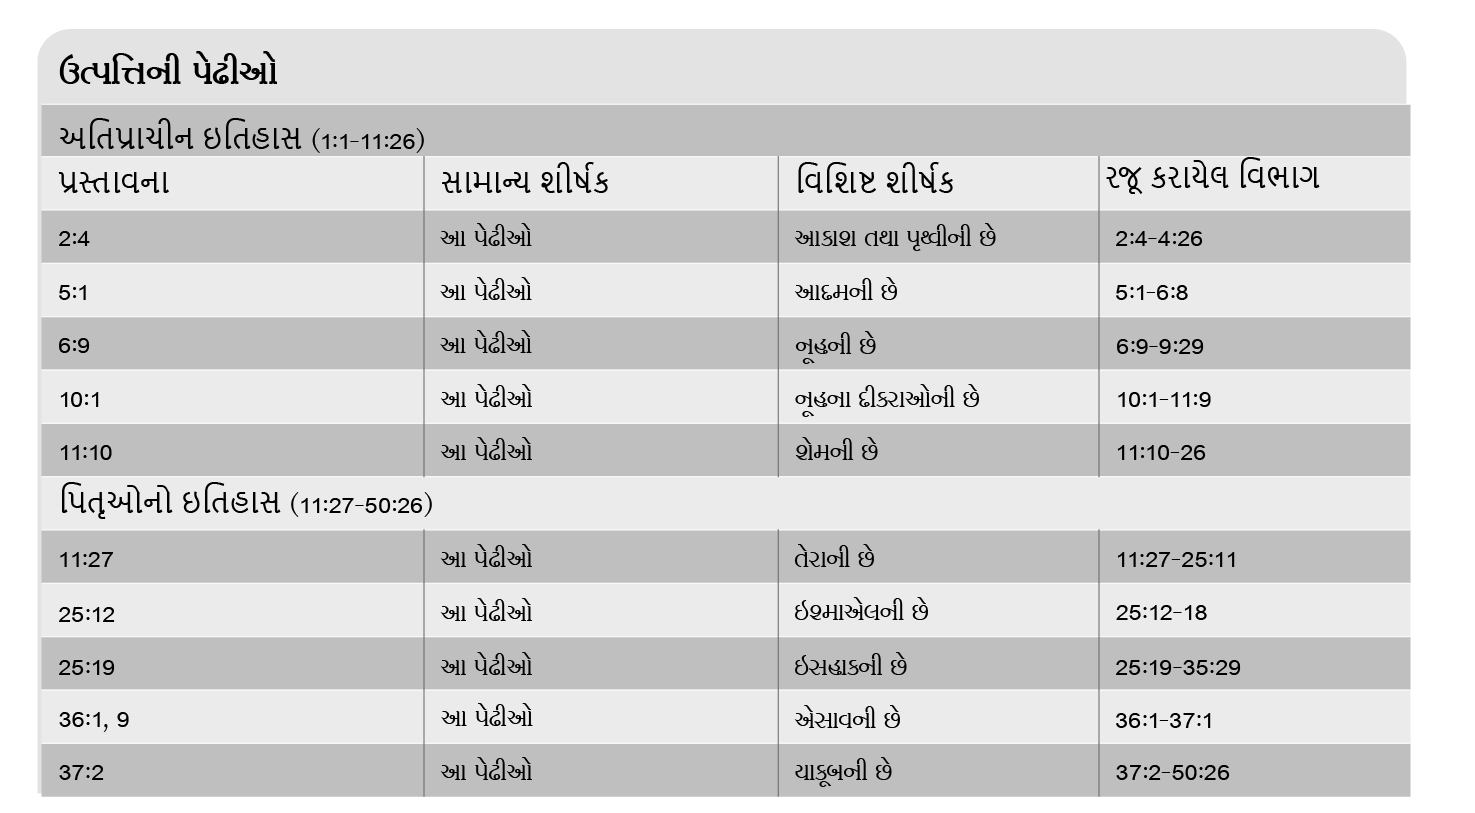 ઉત્પત્તિની પેઢીઓ
અતિપ્રાચીન ઇતિહાસ (1:1-11:26)
પ્રસ્તાવના સામાન્ય શીર્ષક વિશિષ્ટ શીર્ષક રજૂ કરાયેલ વિભાગ
2:4 આ પેઢીઓ આકાશ તથા પૃથ્વીની છે 2:4-4:26
5:1 આ પેઢીઓ આદમની છે 5:1-6:8
6:9 આ પેઢીઓ નૂહની છે 6:9-9:29
10:1 આ પેઢીઓ નૂહના દીકરાઓની છે 10:1-11:9
11:10 આ પેઢીઓ શેમની છે 11:10-26
પિતૃઓનો ઇતિહાસ (11:27-50:26)
11:27 આ પેઢીઓ તેરાની છે 11:27-25:11
25:12 આ પેઢીઓ ઇશ્માએલની છે 25:12-18
25:19 આ પેઢીઓ ઇસહાકની છે 25:19-35:29
36:1, 9 આ પેઢીઓ એસાવની છે 36:1-37:1
37:2 આ પેઢીઓ યાકૂબની છે 37:2-50:26